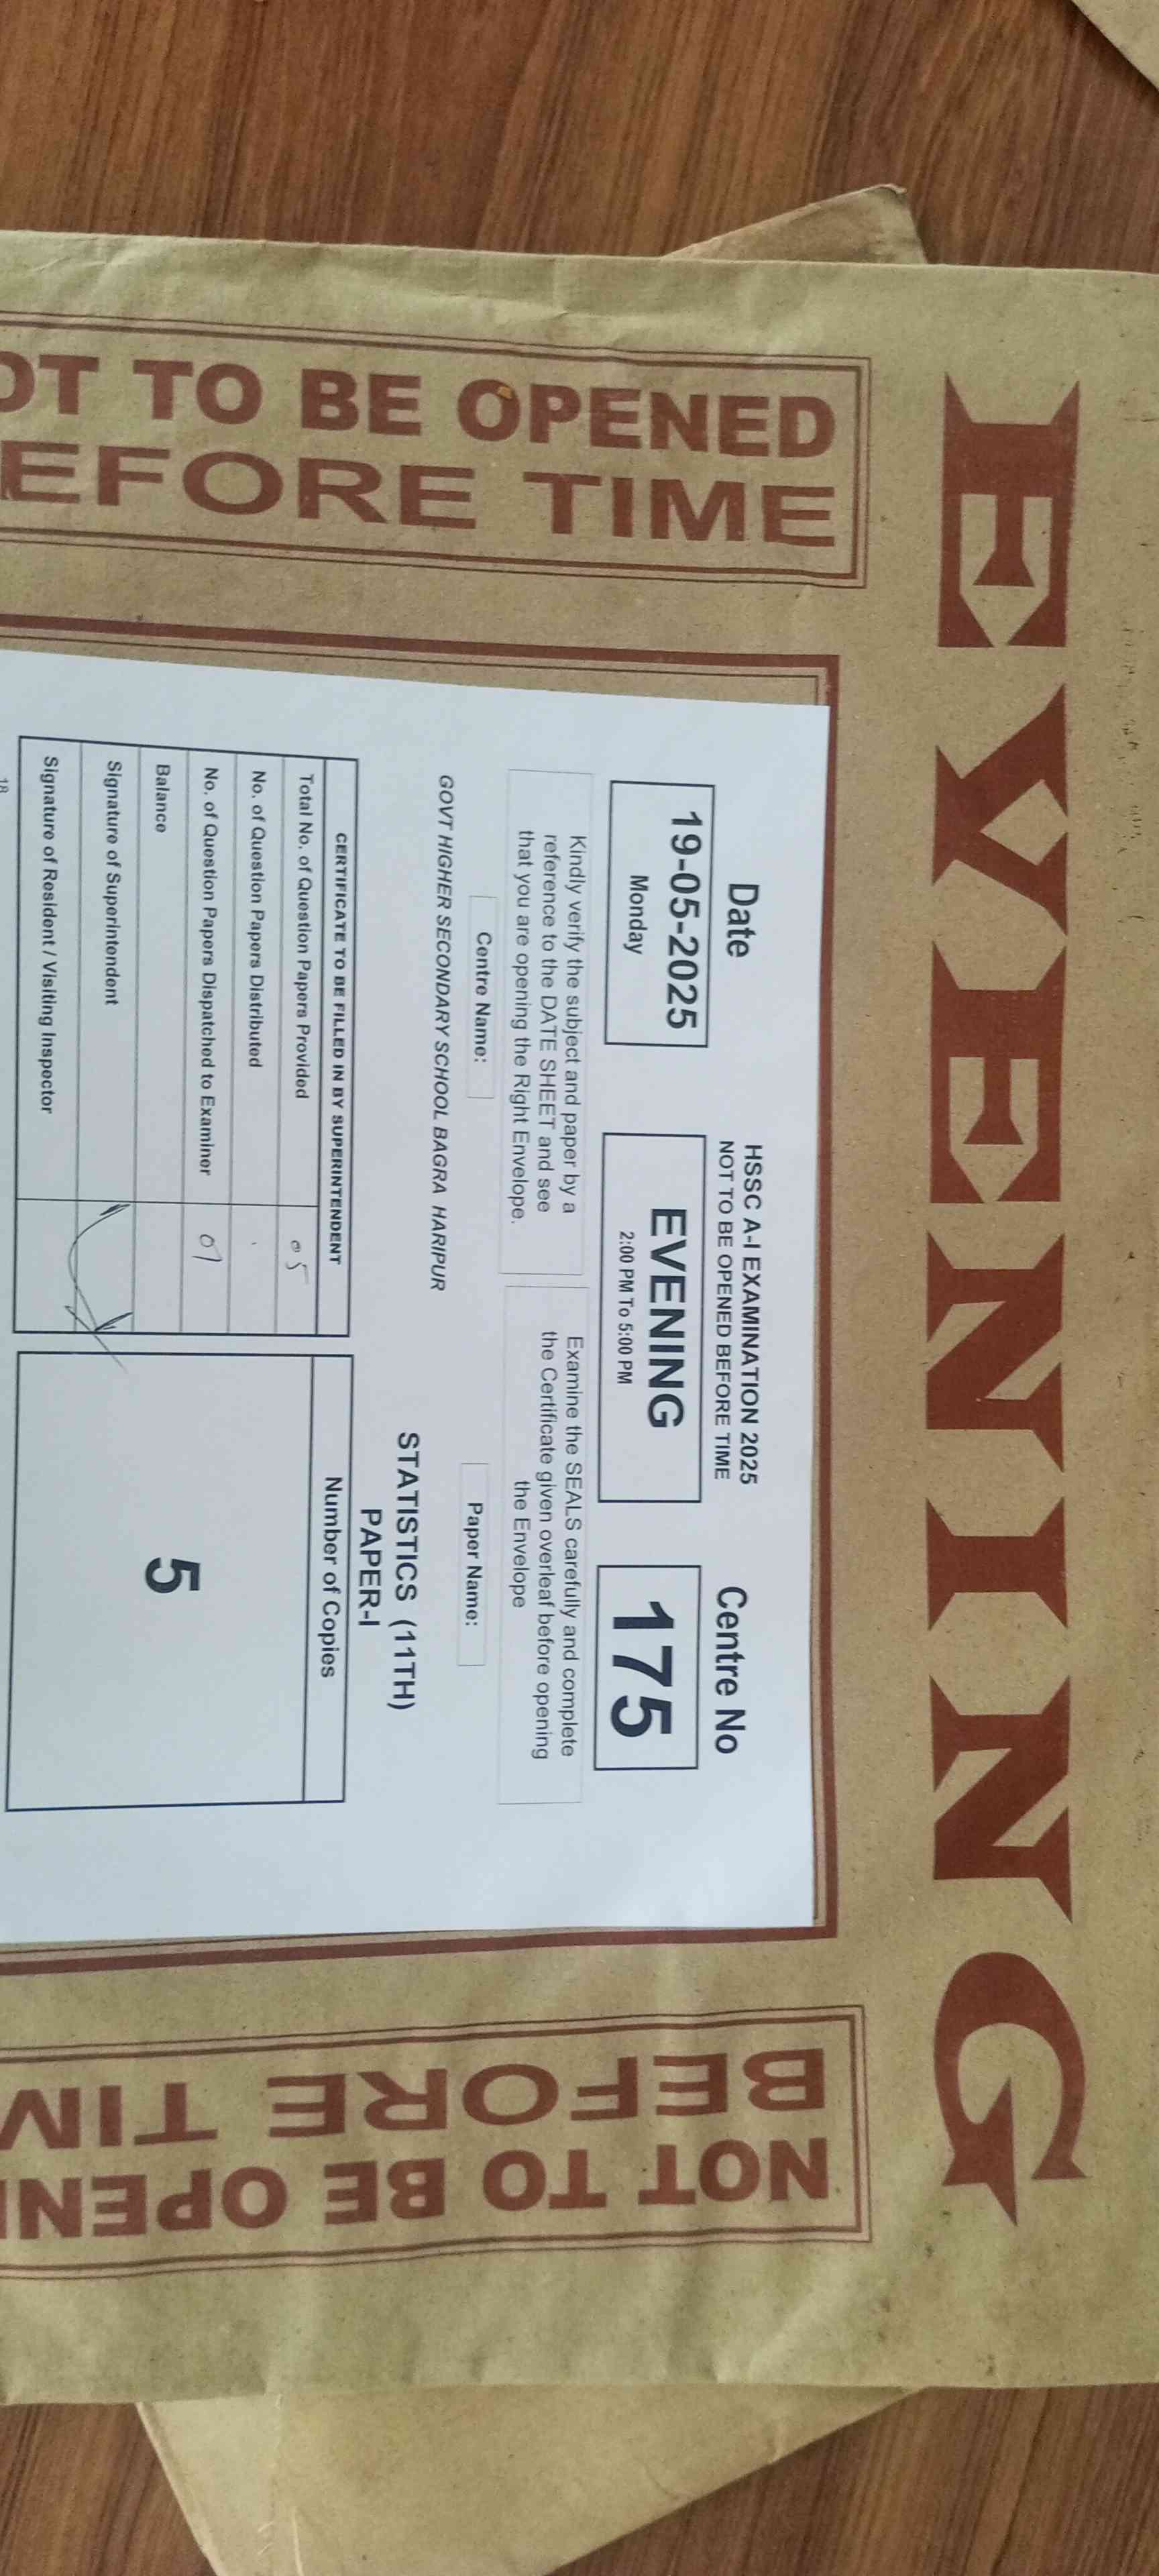 EVENING
NOT TO BE OPENED
BEFORE TIME
Date
19-05-2025
Monday
HSSC A-I EXAMINATION 2025
NOT TO BE OPENED BEFORE TIME
EVENING
2:00 PM To 5:00 PM
Centre No
175
Kindly verify the subject and paper by a
reference to the DATE SHEET and see
that you are opening the Right Envelope.
Examine the SEALS carefully and complete
the Certificate given overleaf before opening
the Envelope
Centre Name:
GOVT HIGHER SECONDARY SCHOOL BAGRA HARIPUR
Paper Name:
STATISTICS (11TH)
PAPER-I
CERTIFICATE TO BE FILLED IN BY SUPERINTENDENT
Total No. of Question Papers Provided 05
No. of Question Papers Distributed
No. of Question Papers Dispatched to Examiner 01
Balance
Signature of Superintendent
Signature of Resident / Visiting Inspector
Number of Copies
5
18
NOT TO BE OPEN
BEFORE TIM